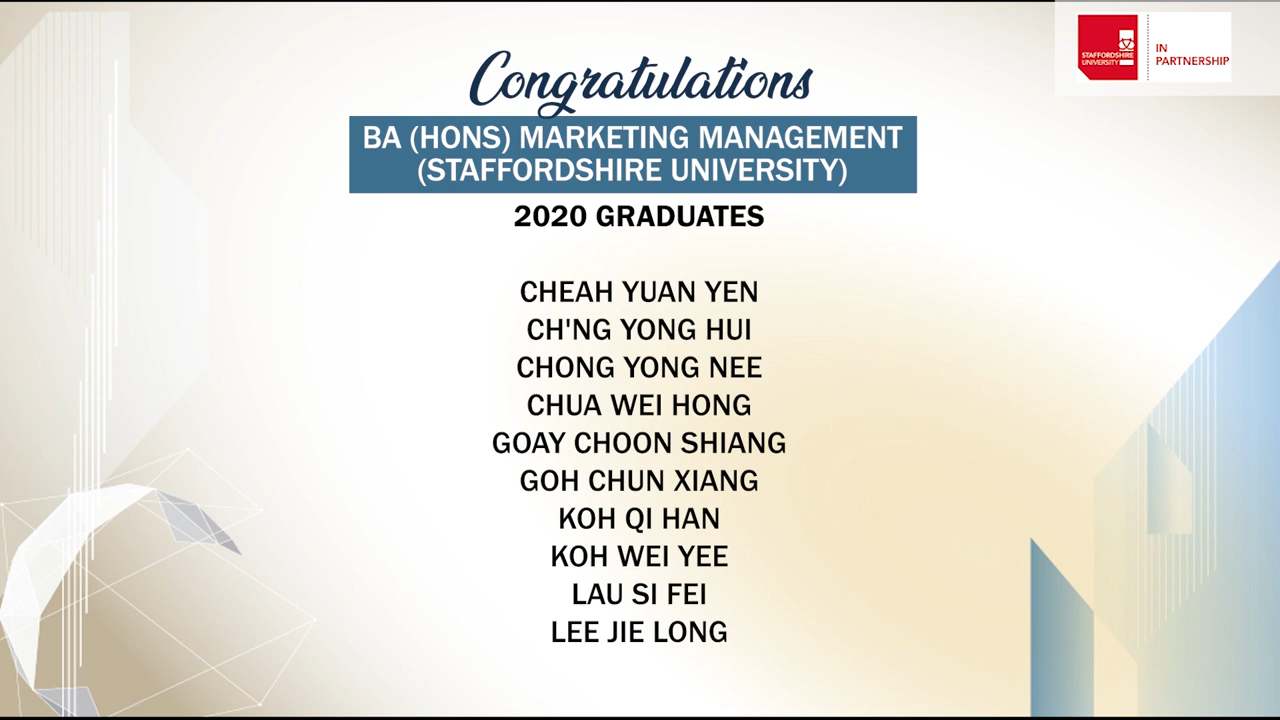 Congratulations
BA (HONS) MARKETING MANAGEMENT
(STAFFORDSHIRE UNIVERSITY)
2020 GRADUATES
CHEAH YUAN YEN
CH'NG YONG HUI
CHONG YONG NEE
CHUA WEI HONG
GOAY CHOON SHIANG
GOH CHUN XIANG
KOH QI HAN
KOH WEI YEE
LAU SI FEI
LEE JIE LONG
STAFFORDSHIRE
UNIVERSITY
IN
PARTNERSHIP